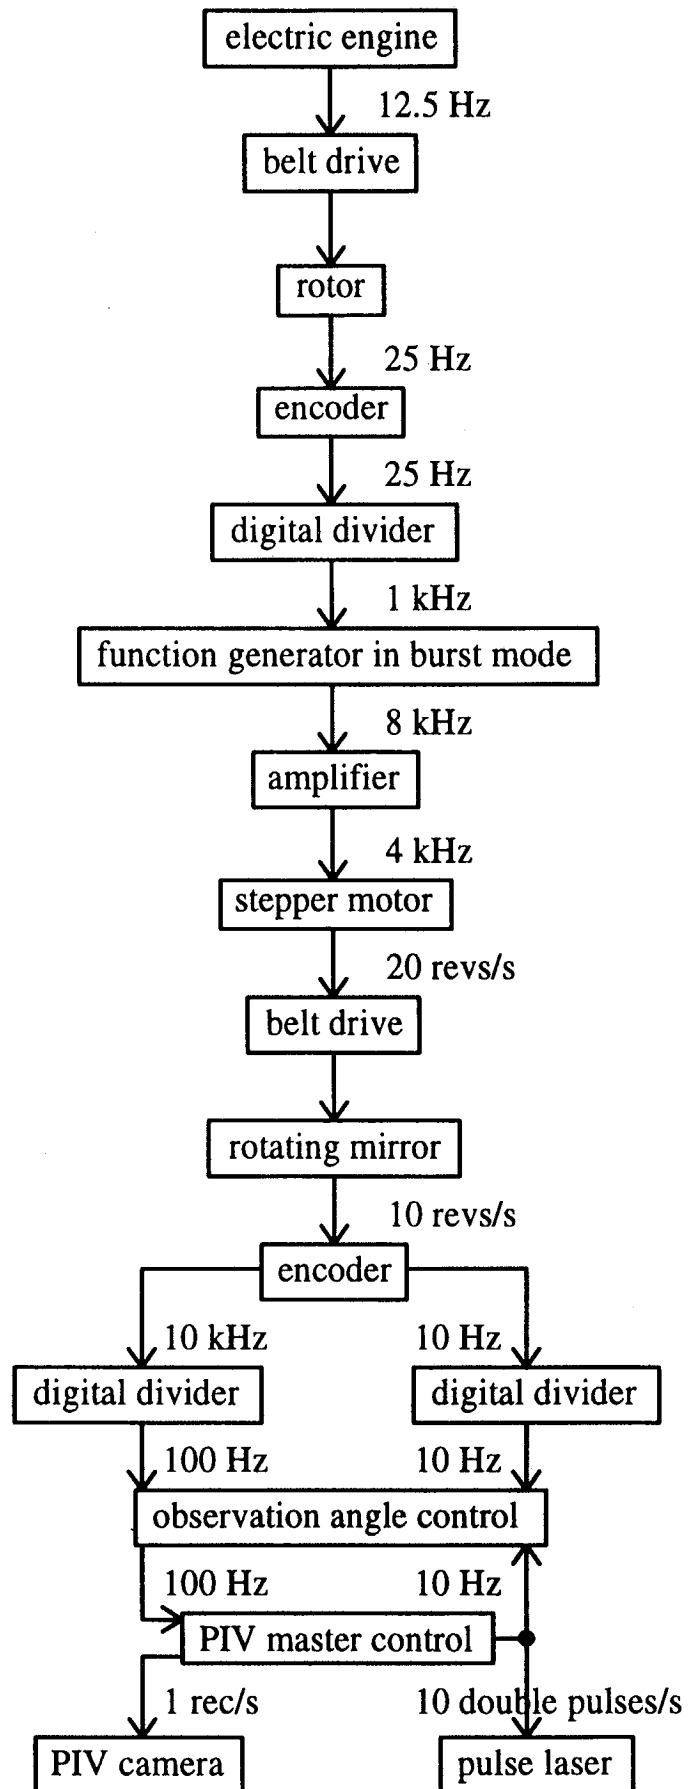 electric engine
12.5 Hz
belt drive
rotor
25 Hz
encoder
25 Hz
digital divider
1 kHz
function generator in burst mode
8 kHz
amplifier
4 kHz
stepper motor
20 revs/s
belt drive
rotating mirror
10 revs/s
encoder
10 kHz
10 Hz
digital divider
digital divider
100 Hz
10 Hz
observation angle control
100 Hz
10 Hz
PIV master control
1 rec/s
10 double pulses/s
PIV camera
pulse laser